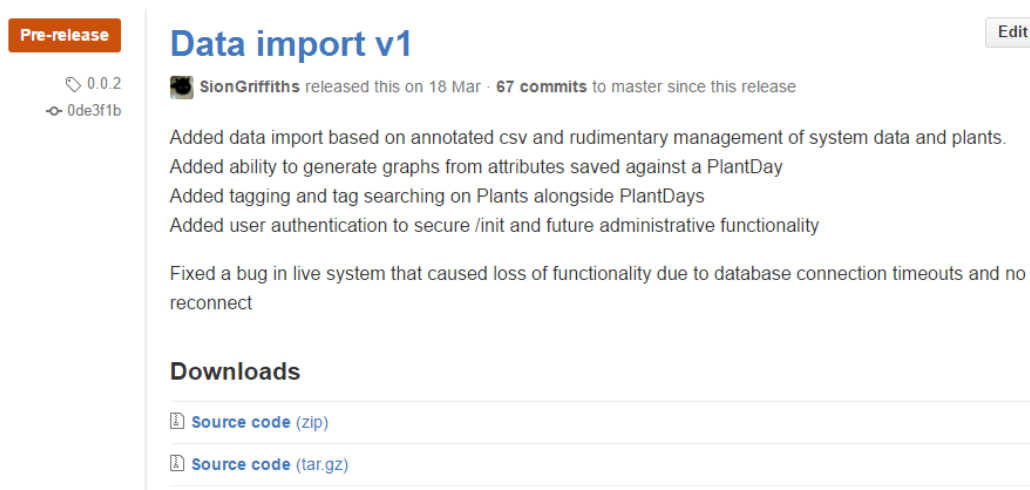 Pre-release
0.0.2
0de3f1b
Data import v1
Edit
SionGriffiths released this on 18 Mar · 67 commits to master since this release
Added data import based on annotated csv and rudimentary management of system data and plants.
Added ability to generate graphs from attributes saved against a PlantDay
Added tagging and tag searching on Plants alongside PlantDays
Added user authentication to secure /init and future administrative functionality
Fixed a bug in live system that caused loss of functionality due to database connection timeouts and no
reconnect
Downloads
Source code (zip)
Source code (tar.gz)